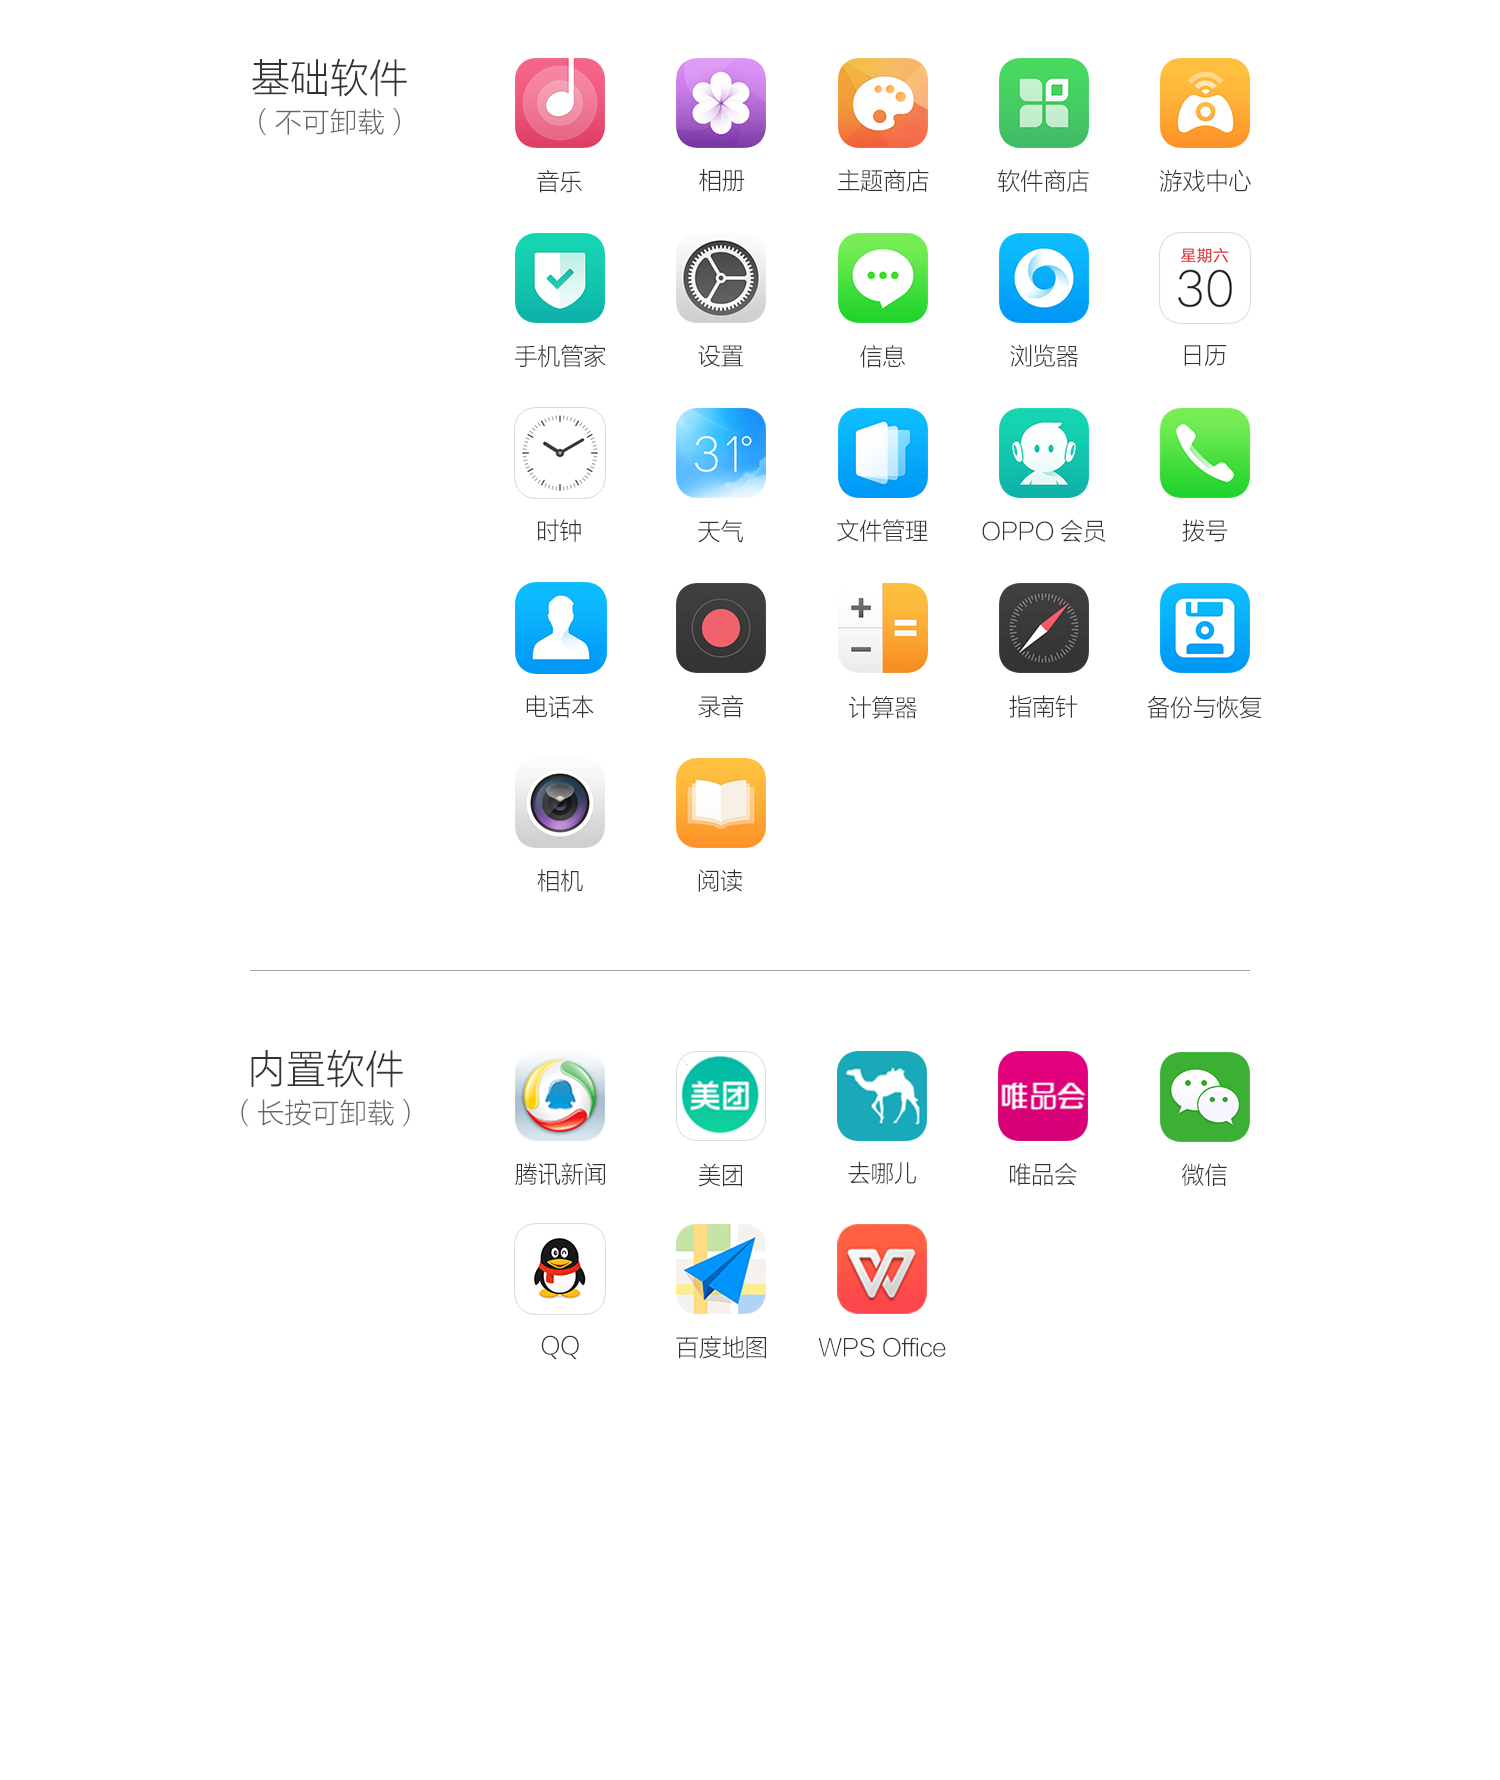 基础软件
（不可卸载）
音乐 相册 主题商店 软件商店 游戏中心
星期六
30
手机管家 设置 信息 浏览器 日历
31°
时钟 天气 文件管理 OPPO 会员 拨号
电话本 录音 计算器 指南针 备份与恢复
相机 阅读
内置软件
（长按可卸载）
美团 唯品会
腾讯新闻 美团 去哪儿 唯品会 微信
W
QQ 百度地图 WPS Office